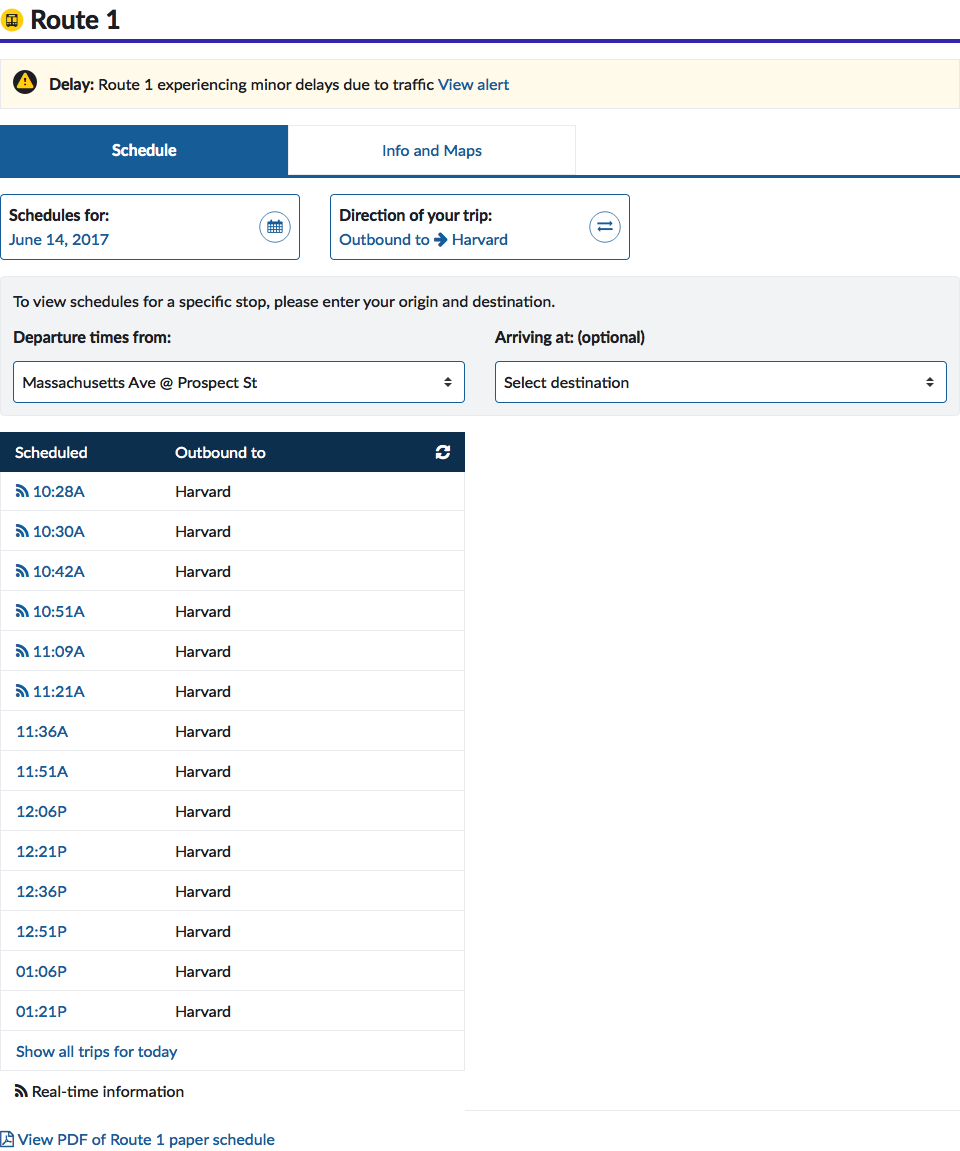 Route 1
Delay: Route 1 experiencing minor delays due to traffic View alert
Schedule
Info and Maps
Schedules for:
June 14, 2017
Direction of your trip:
Outbound to Harvard
To view schedules for a specific stop, please enter your origin and destination.
Departure times from:
Massachusetts Ave @ Prospect St
Arriving at: (optional)
Select destination
Scheduled Outbound to
10:28A Harvard
10:30A Harvard
10:42A Harvard
10:51A Harvard
11:09A Harvard
11:21A Harvard
11:36A Harvard
11:51A Harvard
12:06P Harvard
12:21P Harvard
12:36P Harvard
12:51P Harvard
01:06P Harvard
01:21P Harvard
Show all trips for today
Real-time information
View PDF of Route 1 paper schedule